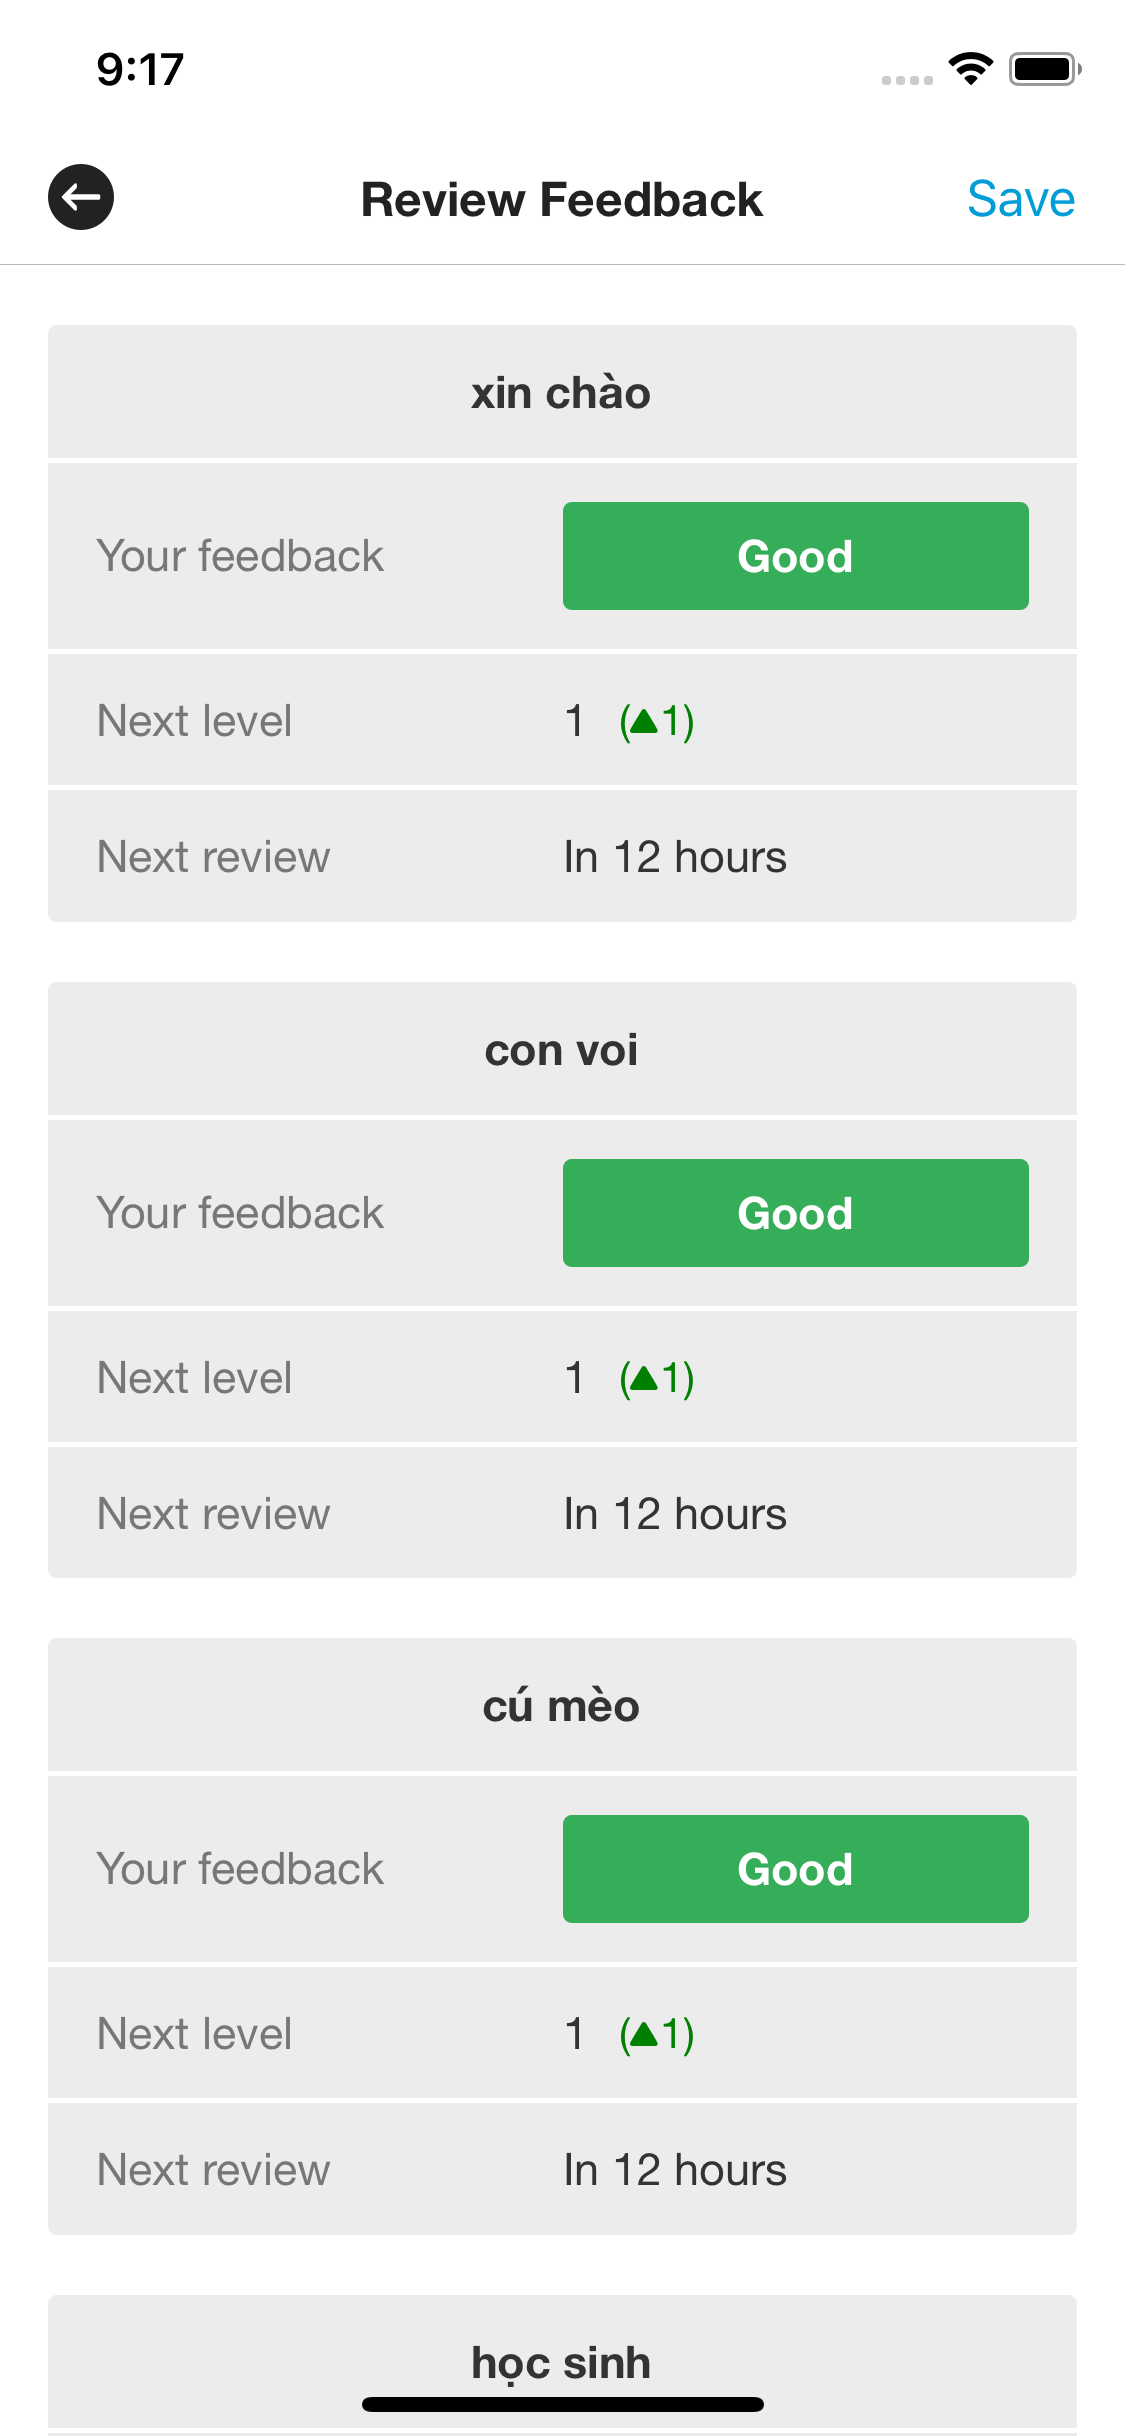 9:17
Review Feedback
Save
xin chào
Your feedback
Good
Next level
1 (▲1)
Next review
In 12 hours
con voi
Your feedback
Good
Next level
1 (▲1)
Next review
In 12 hours
cú mèo
Your feedback
Good
Next level
1 (▲1)
Next review
In 12 hours
học sinh